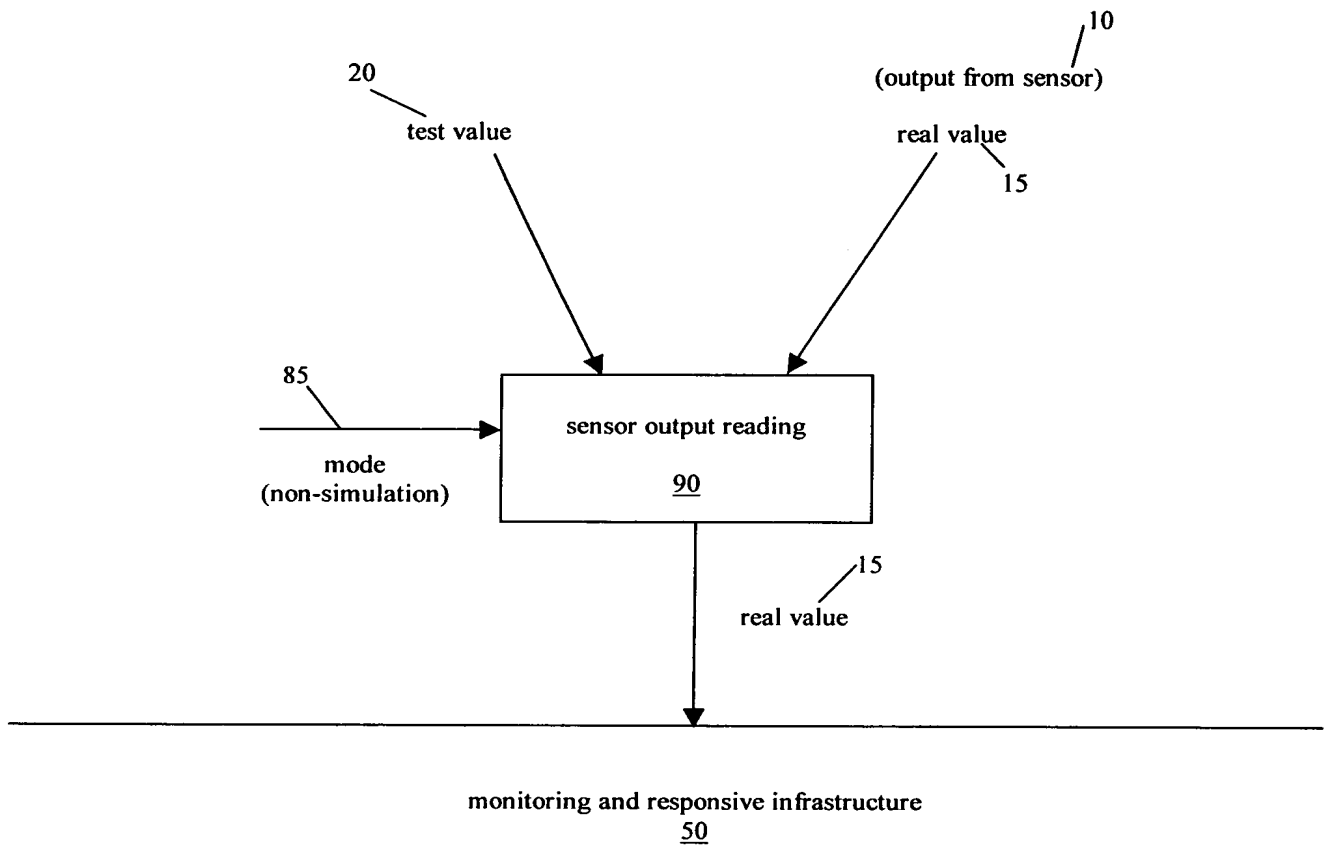 10
20
(output from sensor)
test value
real value
15
85
sensor output reading
mode
90
(non-simulation)
15
real value
monitoring and responsive infrastructure
50